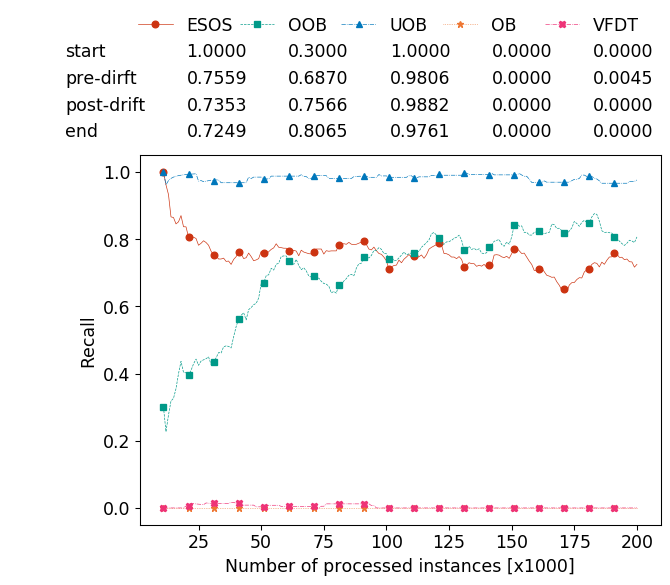 ESOS OOB UOB OB VFDT
start 1.0000 0.3000 1.0000 0.0000 0.0000
pre-dirft 0.7559 0.6870 0.9806 0.0000 0.0045
post-drift 0.7353 0.7566 0.9882 0.0000 0.0000
end 0.7249 0.8065 0.9761 0.0000 0.0000
1.0
0.8
0.6
0.4
0.2
0.0
Recall
25 50 75 100 125 150 175 200
Number of processed instances [x1000]